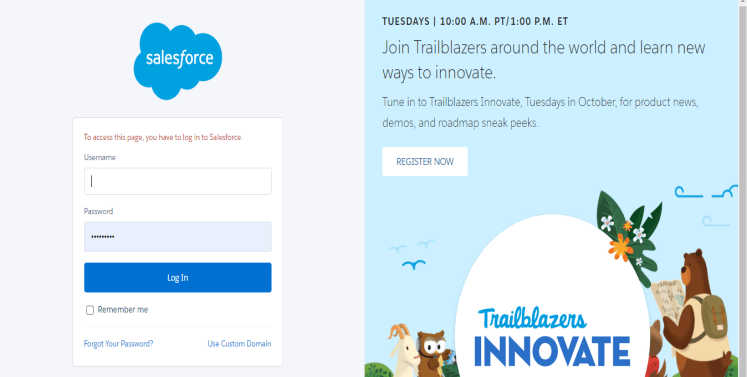 salesforce
To access this page, you have to log in to Salesforce.
Username
Password
Log In
Remember me
Forgot Your Password?
Use Custom Domain
TUESDAYS | 10:00 A.M. PT/1:00 P.M. ET
Join Trailblazers around the world and learn new
ways to innovate.
Tune in to Trailblazers Innovate, Tuesdays in October, for product news,
demos, and roadmap sneak peeks.
REGISTER NOW
Trailblazers
INNOVATE